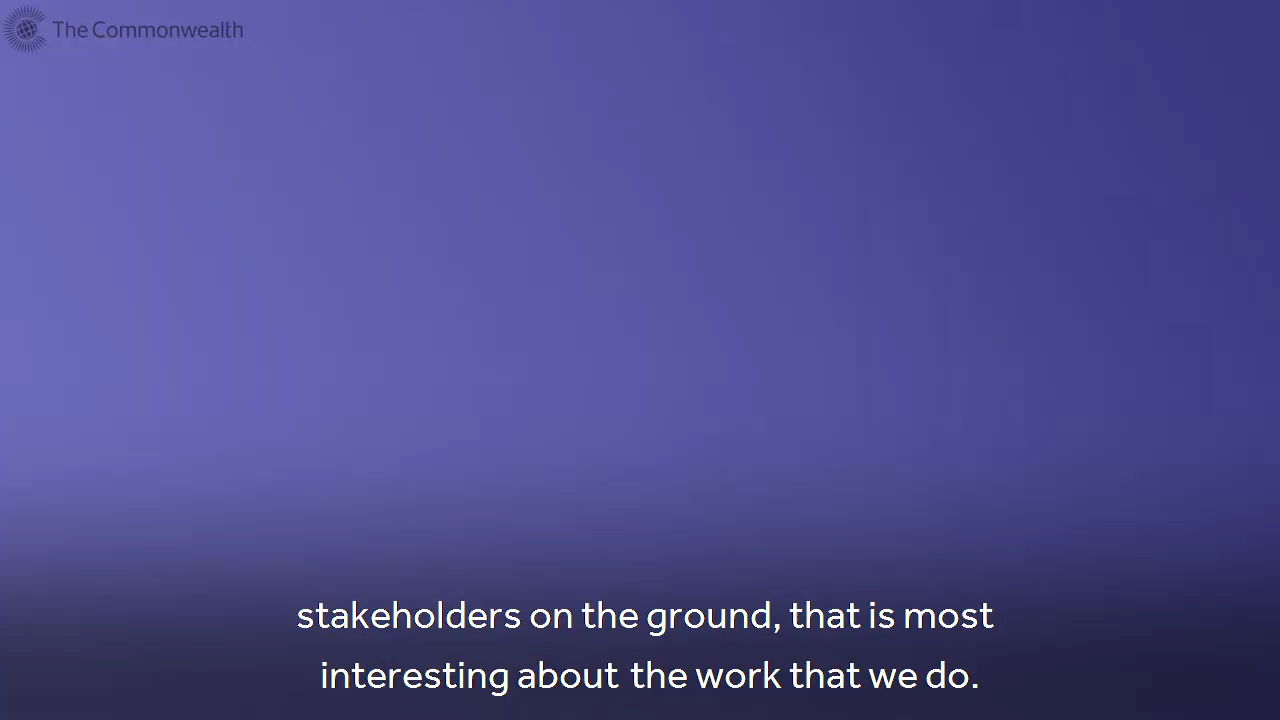 The Commonwealth
stakeholders on the ground, that is most
interesting about the work that we do.